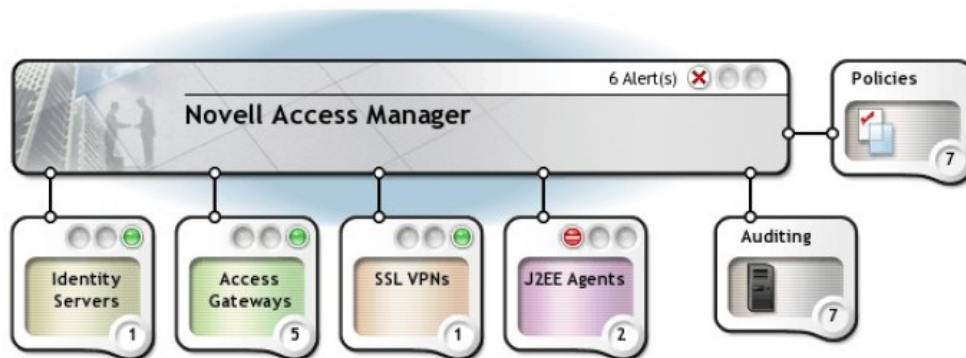 6 Alert(s)
Novell Access Manager
Policies
7
Identity
Servers
1
Access
Gateways
5
SSL VPNs
1
J2EE Agents
2
Auditing
7